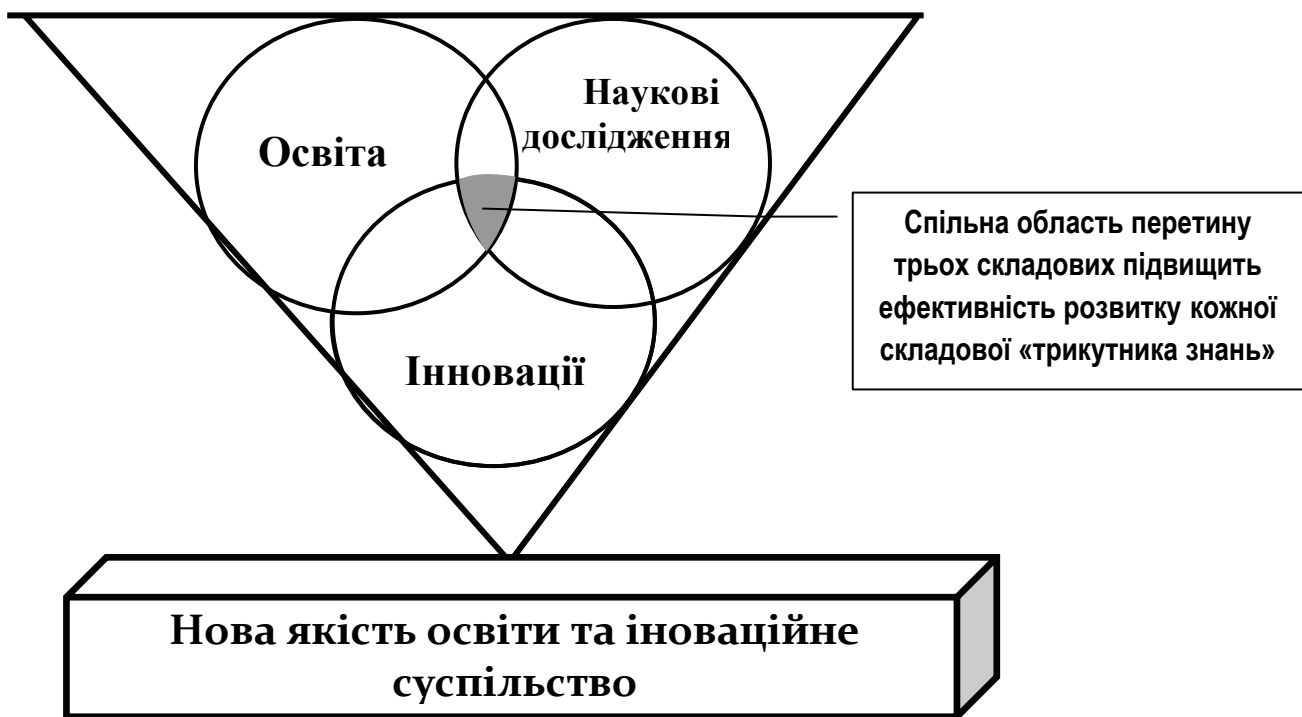 Освіта
Наукові
дослідження
Інновації
Спільна область перетину
трьох складових підвищить
ефективність розвитку кожної
складової «трикутника знань»
Нова якість освіти та іноваційне
суспільство